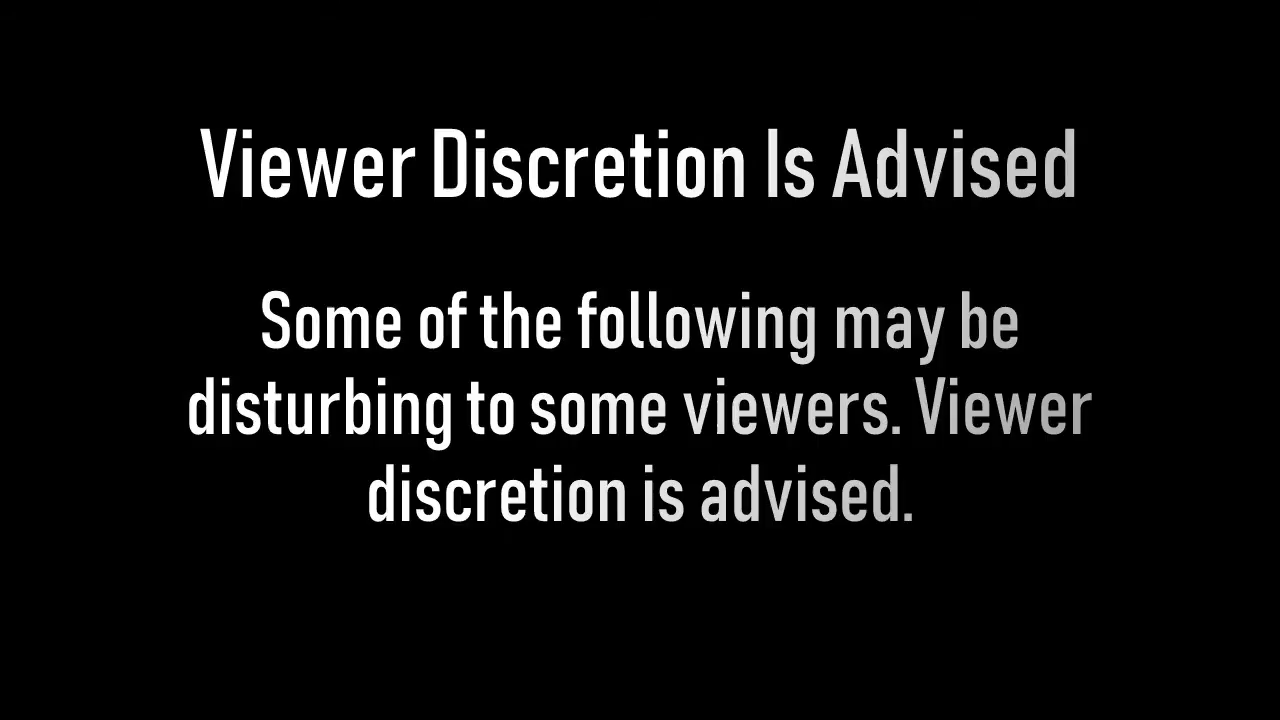 Viewer Discretion Is Advised
Some of the following may be
disturbing to some viewers. Viewer
discretion is advised.